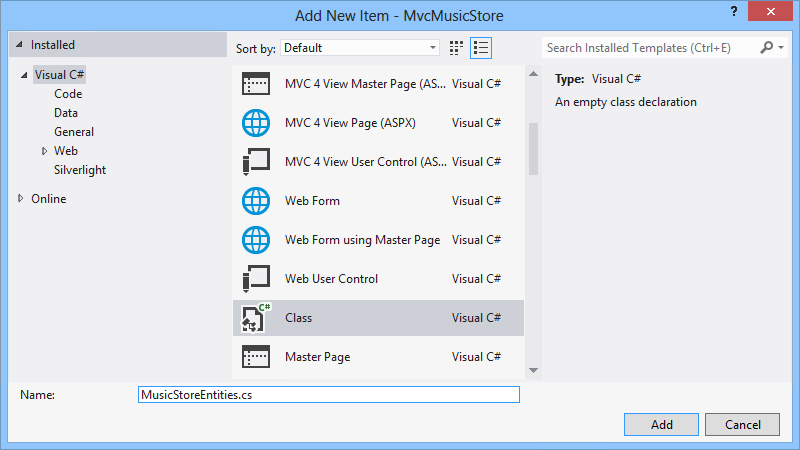 Add New Item - MvcMusicStore
?
Installed
Sort by: Default
Search Installed Templates (Ctrl+E)
Visual C#
Code
Data
General
Web
Silverlight
Online
MVC 4 View Master Page (AS... Visual C#
MVC 4 View Page (ASPX) Visual C#
MVC 4 View User Control (AS... Visual C#
Web Form Visual C#
Web Form using Master Page Visual C#
Web User Control Visual C#
C#
Class Visual C#
Master Page Visual C#
Type: Visual C#
An empty class declaration
Name: MusicStoreEntities.cs
Add Cancel